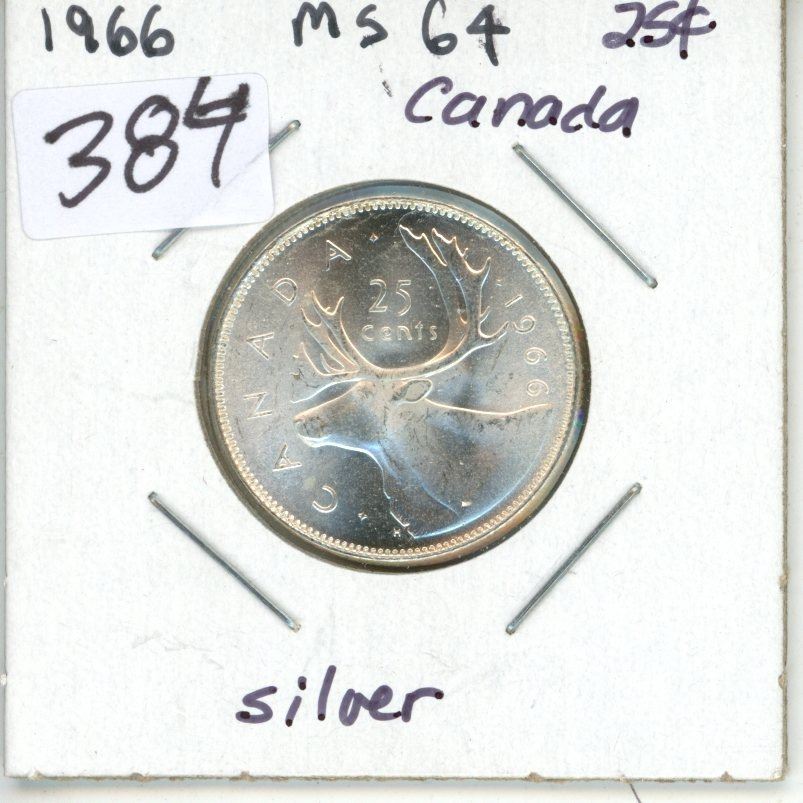 1966 MS 64 25¢
Canada
384
CANADA
25
cents
1966
silver